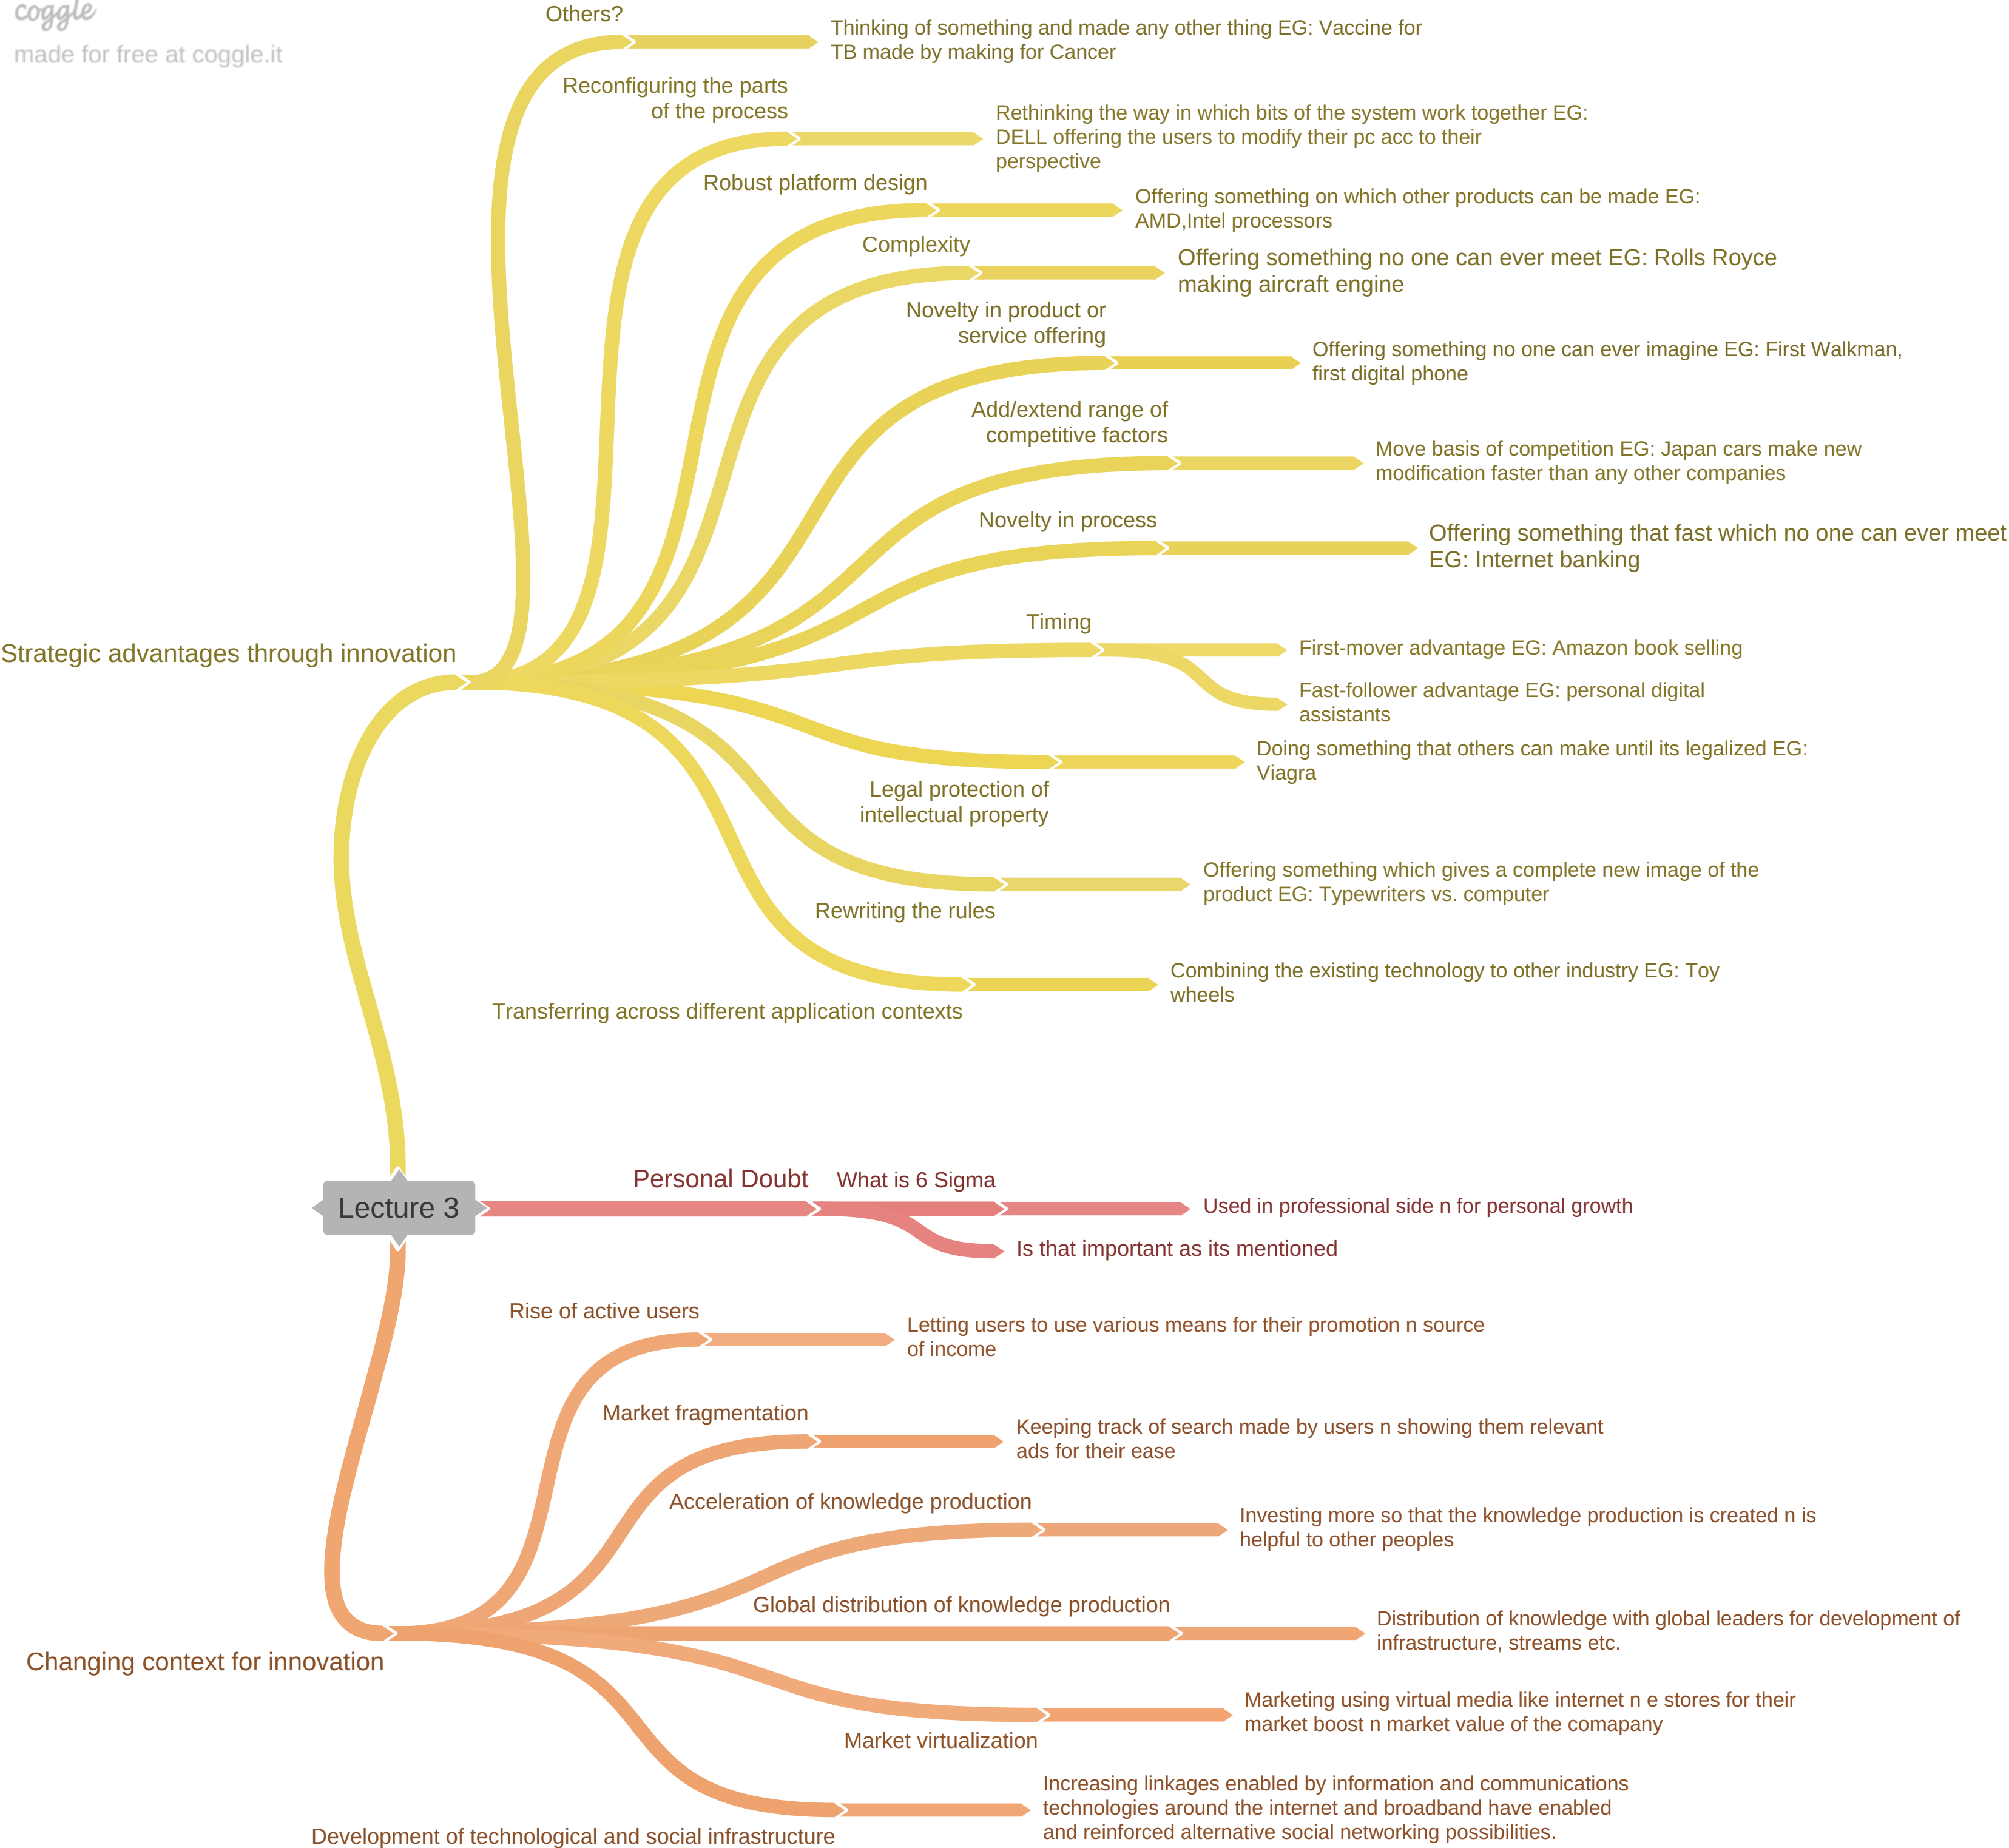 coggle
made for free at coggle.it
Others?
Thinking of something and made any other thing EG: Vaccine for
TB made by making for Cancer
Reconfiguring the parts
of the process
Rethinking the way in which bits of the system work together EG:
DELL offering the users to modify their pc acc to their
perspective
Robust platform design
Offering something on which other products can be made EG:
AMD,Intel processors
Complexity
Offering something no one can ever meet EG: Rolls Royce
making aircraft engine
Novelty in product or
service offering
Offering something no one can ever imagine EG: First Walkman,
first digital phone
Add/extend range of
competitive factors
Move basis of competition EG: Japan cars make new
modification faster than any other companies
Novelty in process
Offering something that fast which no one can ever meet
EG: Internet banking
Timing
First-mover advantage EG: Amazon book selling
Fast-follower advantage EG: personal digital
assistants
Strategic advantages through innovation
Doing something that others can make until its legalized EG:
Viagra
Legal protection of
intellectual property
Offering something which gives a complete new image of the
product EG: Typewriters vs. computer
Rewriting the rules
Combining the existing technology to other industry EG: Toy
wheels
Transferring across different application contexts
Lecture 3
Personal Doubt
What is 6 Sigma
Used in professional side n for personal growth
Is that important as its mentioned
Rise of active users
Letting users to use various means for their promotion n source
of income
Market fragmentation
Keeping track of search made by users n showing them relevant
ads for their ease
Acceleration of knowledge production
Investing more so that the knowledge production is created n is
helpful to other peoples
Global distribution of knowledge production
Distribution of knowledge with global leaders for development of
infrastructure, streams etc.
Changing context for innovation
Marketing using virtual media like internet n e stores for their
market boost n market value of the comapany
Market virtualization
Increasing linkages enabled by information and communications
technologies around the internet and broadband have enabled
and reinforced alternative social networking possibilities.
Development of technological and social infrastructure